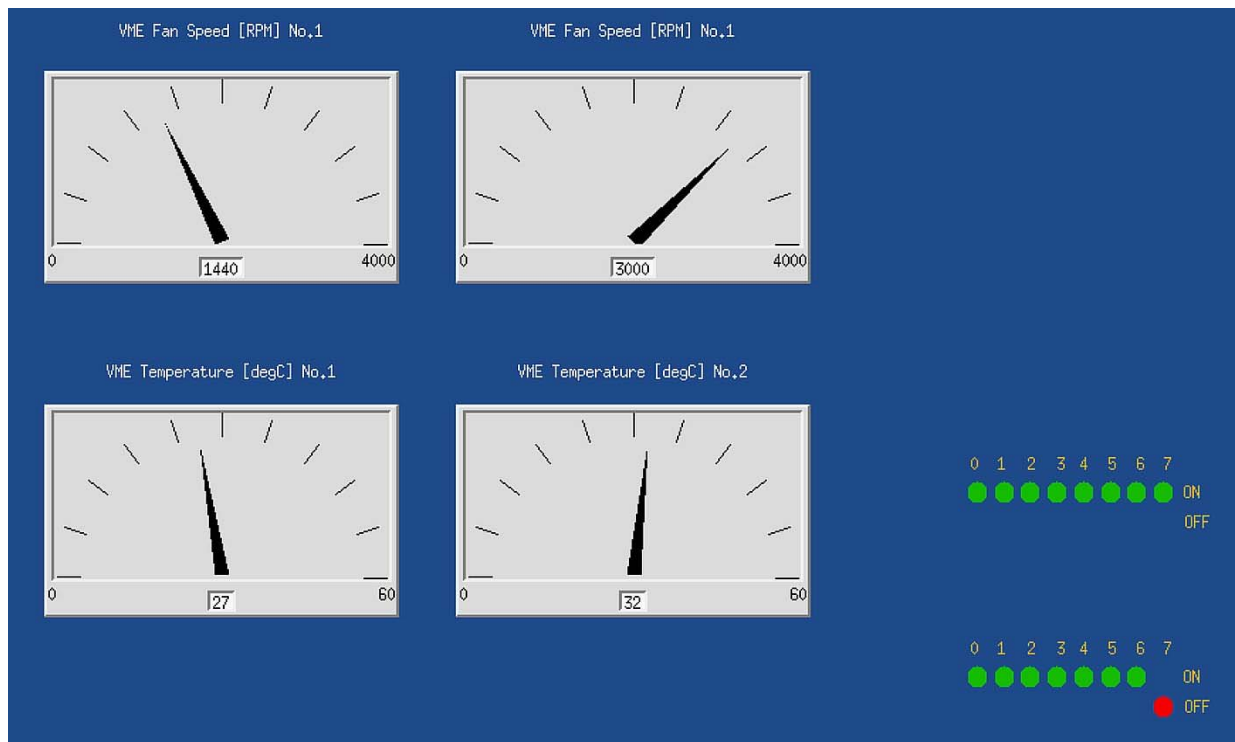 VME Fan Speed [RPM] No.1
VME Fan Speed [RPM] No.1
0 1440 4000
0 3000 4000
VME Temperature [degC] No.1
VME Temperature [degC] No.2
0 27 60
0 32 60
0 1 2 3 4 5 6 7
ON
OFF
0 1 2 3 4 5 6 7
ON
OFF